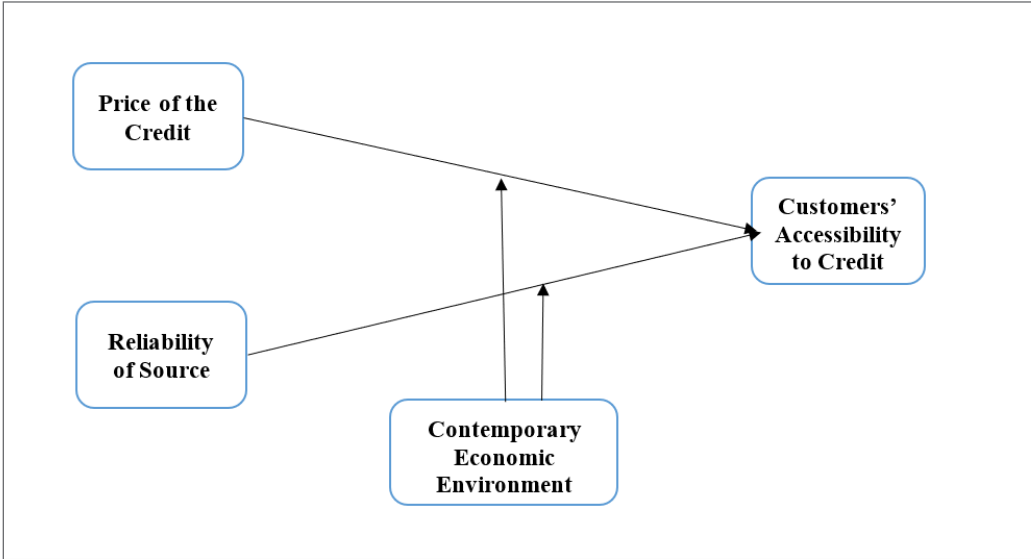 Price of the
Credit
Customers’
Accessibility
to Credit
Reliability
of Source
Contemporary
Economic
Environment